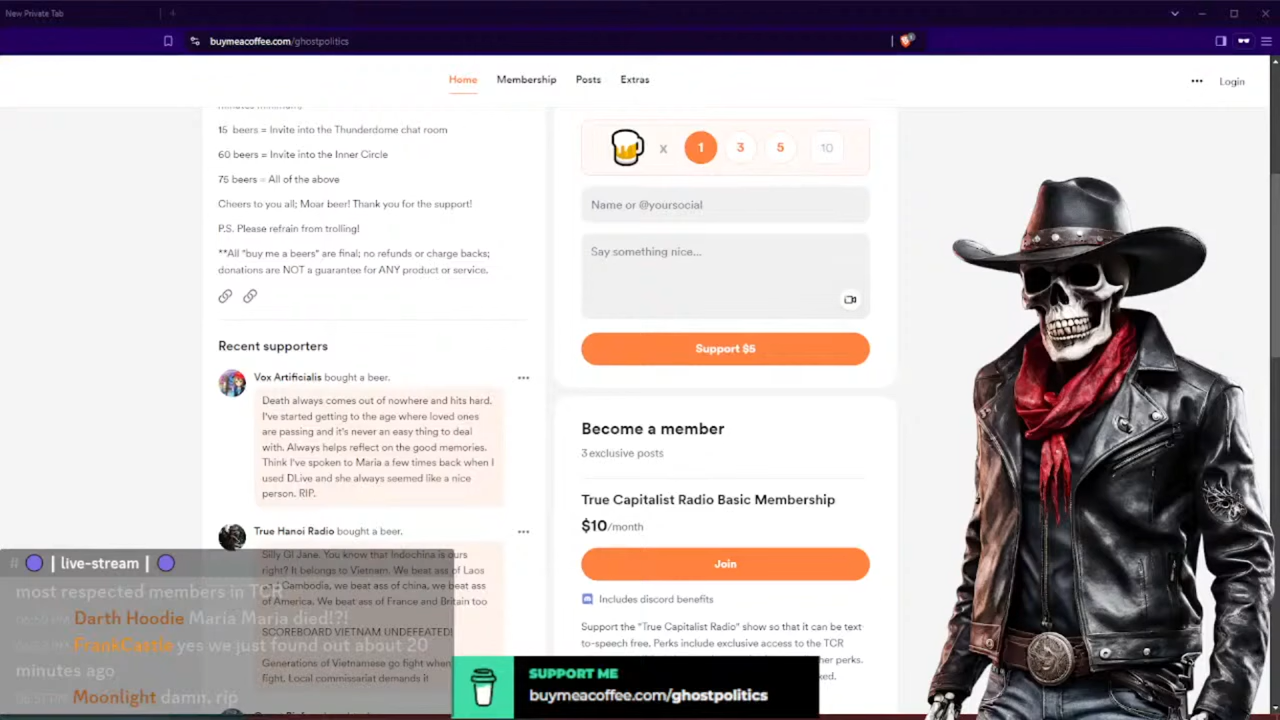 New Private Tab
buymeacoffee.com/ghostpolitics
Home Membership Posts Extras
Login
15 beers = Invite into the Thunderdome chat room
60 beers = Invite into the Inner Circle
75 beers = All of the above
Cheers to you all; Moar beer! Thank you for the support!
P.S. Please refrain from trolling!
**All "buy me a beers" are final; no refunds or charge backs;
donations are NOT a guarantee for ANY product or service.
Recent supporters
Vox Artificialis bought a beer.
Death always comes out of nowhere and hits hard.
I've started getting to the age where loved ones
are passing and it's never an easy thing to deal
with. Always helps reflect on the good memories.
Think I've spoken to Maria a few times back when I
used DLive and she always seemed like a nice
person. RIP.
True Hanoi Radio bought a beer.
Silly GI Jane. You know that Indochina is ours
right? It belongs to Vietnam. We beat ass of Laos
Cambodia, we beat ass of china, we beat ass
of America. We beat ass of France and Britain too
SCOREBOARD VIETNAM UNDEFEATED!
Generations of Vietnamese go fight when
fight. Local commissariat demands it
x 1 3 5 10
Name or @yoursocial
Say something nice...
Support $5
Become a member
3 exclusive posts
True Capitalist Radio Basic Membership
$10/month
Join
Includes discord benefits
Support the "True Capitalist Radio" show so that it can be text
to-speech free. Perks include exclusive access to the TCR
her perks.
ked.
# | live-stream |
most respected members in TCR
Darth Hoodie Maria Maria died!?!
FrankCastle yes we just found out about 20
minutes ago
Moonlight damn, rip
SUPPORT ME
buymeacoffee.com/ghostpolitics